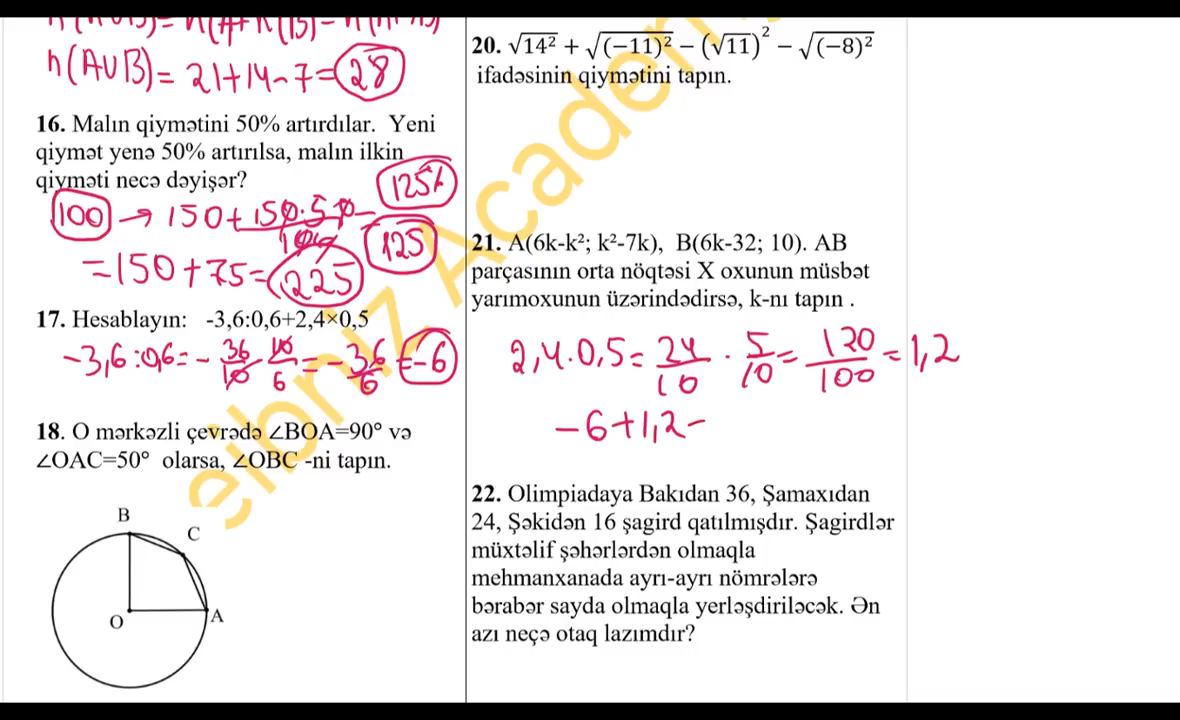 n(A∪B)= n(A)+n(B)-n(A∩B)
n(A∪B)= 21+14-7=28
16. Malın qiymətini 50% artırdılar. Yeni
qiymət yenə 50% artırılsa, malın ilkin
qiyməti necə dəyişər?
125%
100 → 150+ 150·50/100 =
125
=150+75=225
17. Hesablayın: -3,6:0,6+2,4×0,5
-3,6:0,6=-36/10·10/6=-36/6=-6
18. O mərkəzli çevrədə ∠BOA=90° və
∠OAC=50° olarsa, ∠OBC -ni tapın.
B
C
O
A
20. √14² + √(−11)² − (√11)² − √(−8)²
ifadəsinin qiymətini tapın.
21. A(6k-k²; k²-7k), B(6k-32; 10). AB
parçasının orta nöqtəsi X oxunun müsbət
yarımoxunun üzərindədirsə, k-nı tapın .
2,4·0,5=24/10·5/10=120/100=1,2
-6+1,2-
22. Olimpiadaya Bakıdan 36, Şamaxıdan
24, Şəkidən 16 şagird qatılmışdır. Şagirdlər
müxtəlif şəhərlərdən olmaqla
mehmanxanada ayrı-ayrı nömrələrə
bərabər sayda olmaqla yerləşdiriləcək. Ən
azı neçə otaq lazımdır?
eibniz Academ